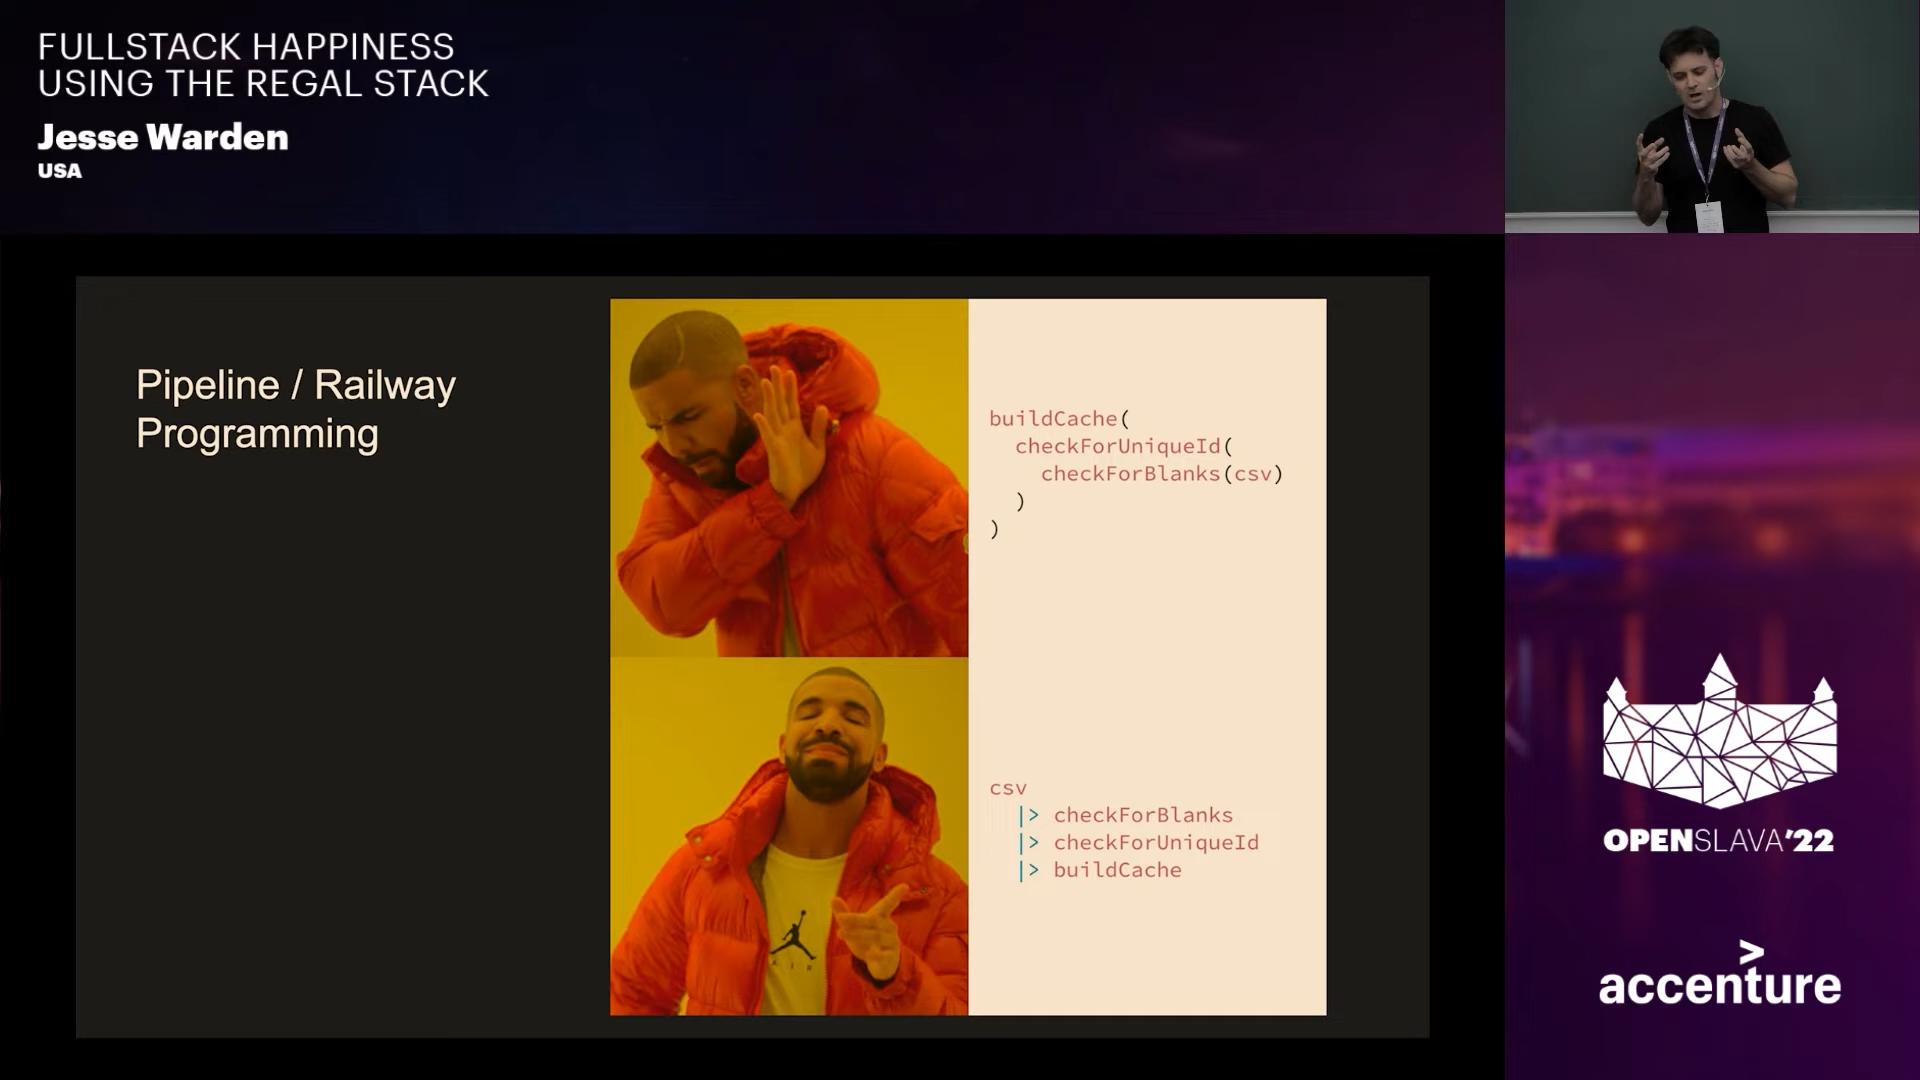 FULLSTACK HAPPINESS
USING THE REGAL STACK
Jesse Warden
USA
Pipeline / Railway
Programming
buildCache(
  checkForUniqueId(
    checkForBlanks(csv)
  )
)
csv
  |> checkForBlanks
  |> checkForUniqueId
  |> buildCache
OPENSLAVA'22
accenture